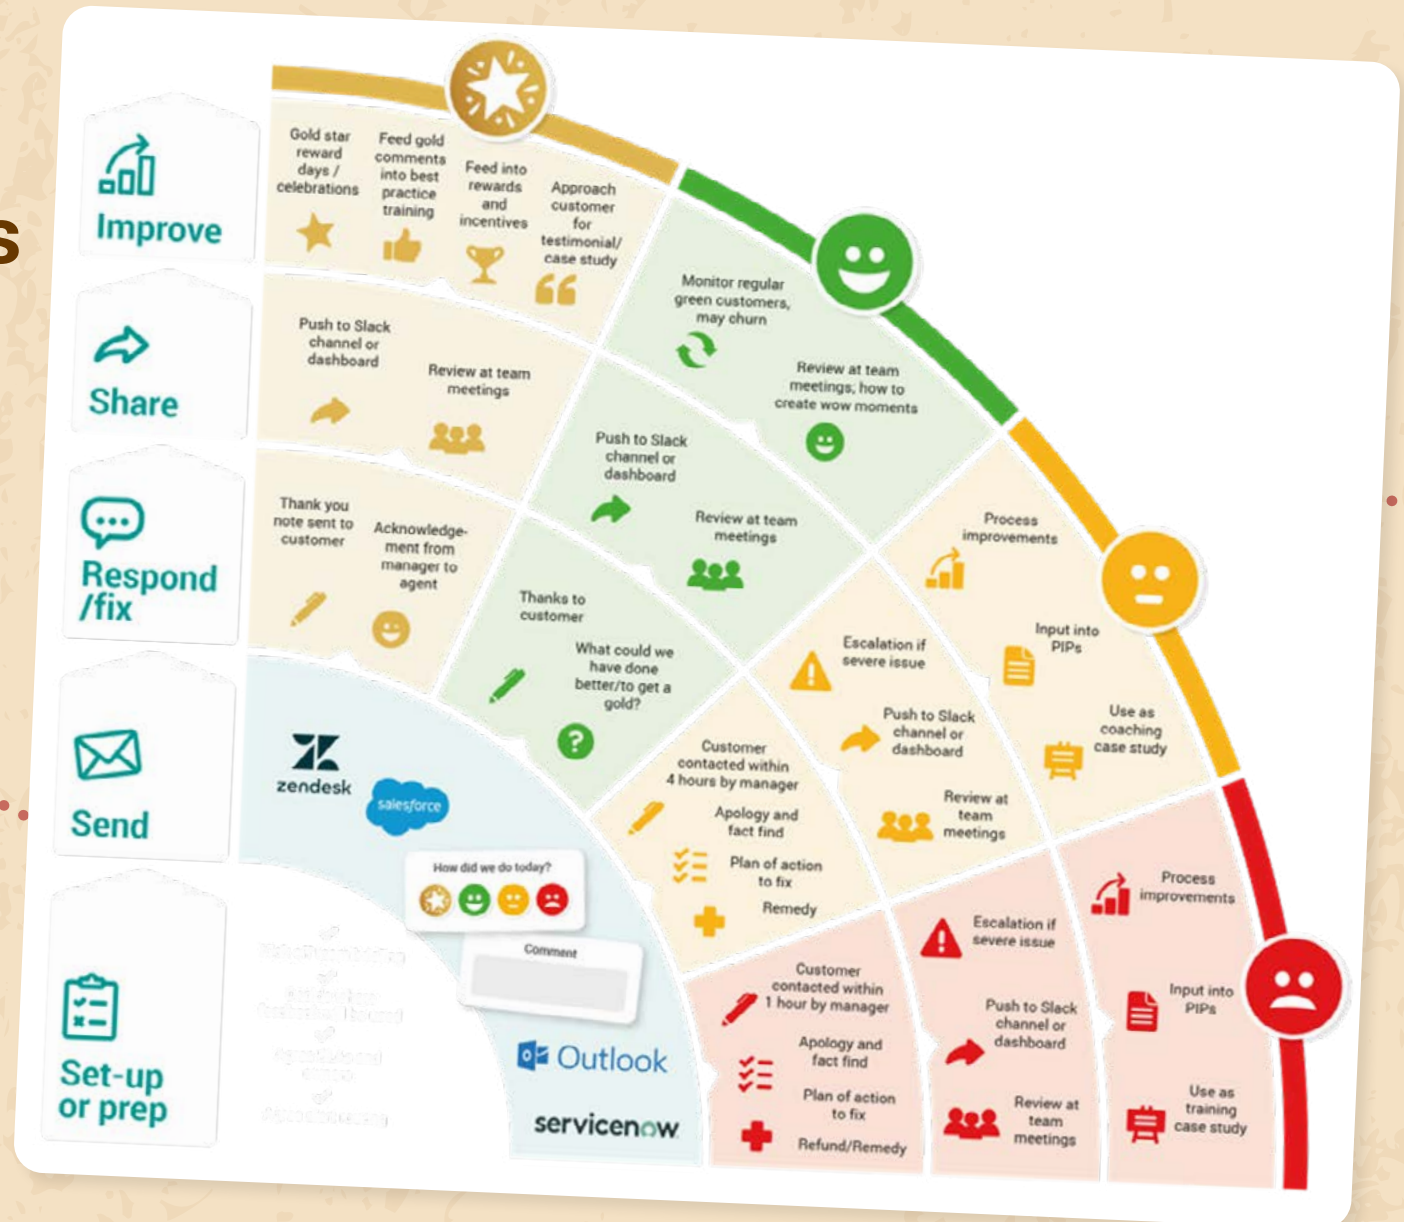 s
Improve
Gold star
reward
days /
celebrations
Feed gold
comments
into best
practice
training
Feed into
rewards
and
incentives
Approach
customer
for
testimonial/
case study
Monitor regular
green customers,
may churn
Review at team
meetings; how to
create wow moments
Process
improvements
Input into
PIPs
Use as
coaching
case study
Process
improvements
Input into
PIPs
Use as
training
case study
Share
Push to Slack
channel or
dashboard
Review at team
meetings
Push to Slack
channel or
dashboard
Review at team
meetings
Escalation if
severe issue
Push to Slack
channel or
dashboard
Review at
team
meetings
Escalation if
severe issue
Push to Slack
channel or
dashboard
Review at
team
meetings
Respond
/fix
Thank you
note sent to
customer
Acknowledge-
ment from
manager to
agent
Thanks to
customer
What could we
have done
better/to get a
gold?
Customer
contacted within
4 hours by manager
Apology and
fact find
Plan of action
to fix
Remedy
Customer
contacted within
1 hour by manager
Apology and
fact find
Plan of action
to fix
Refund/Remedy
Send
zendesk
salesforce
How did we do today?
Comment
Outlook
servicenow
Set-up
or prep